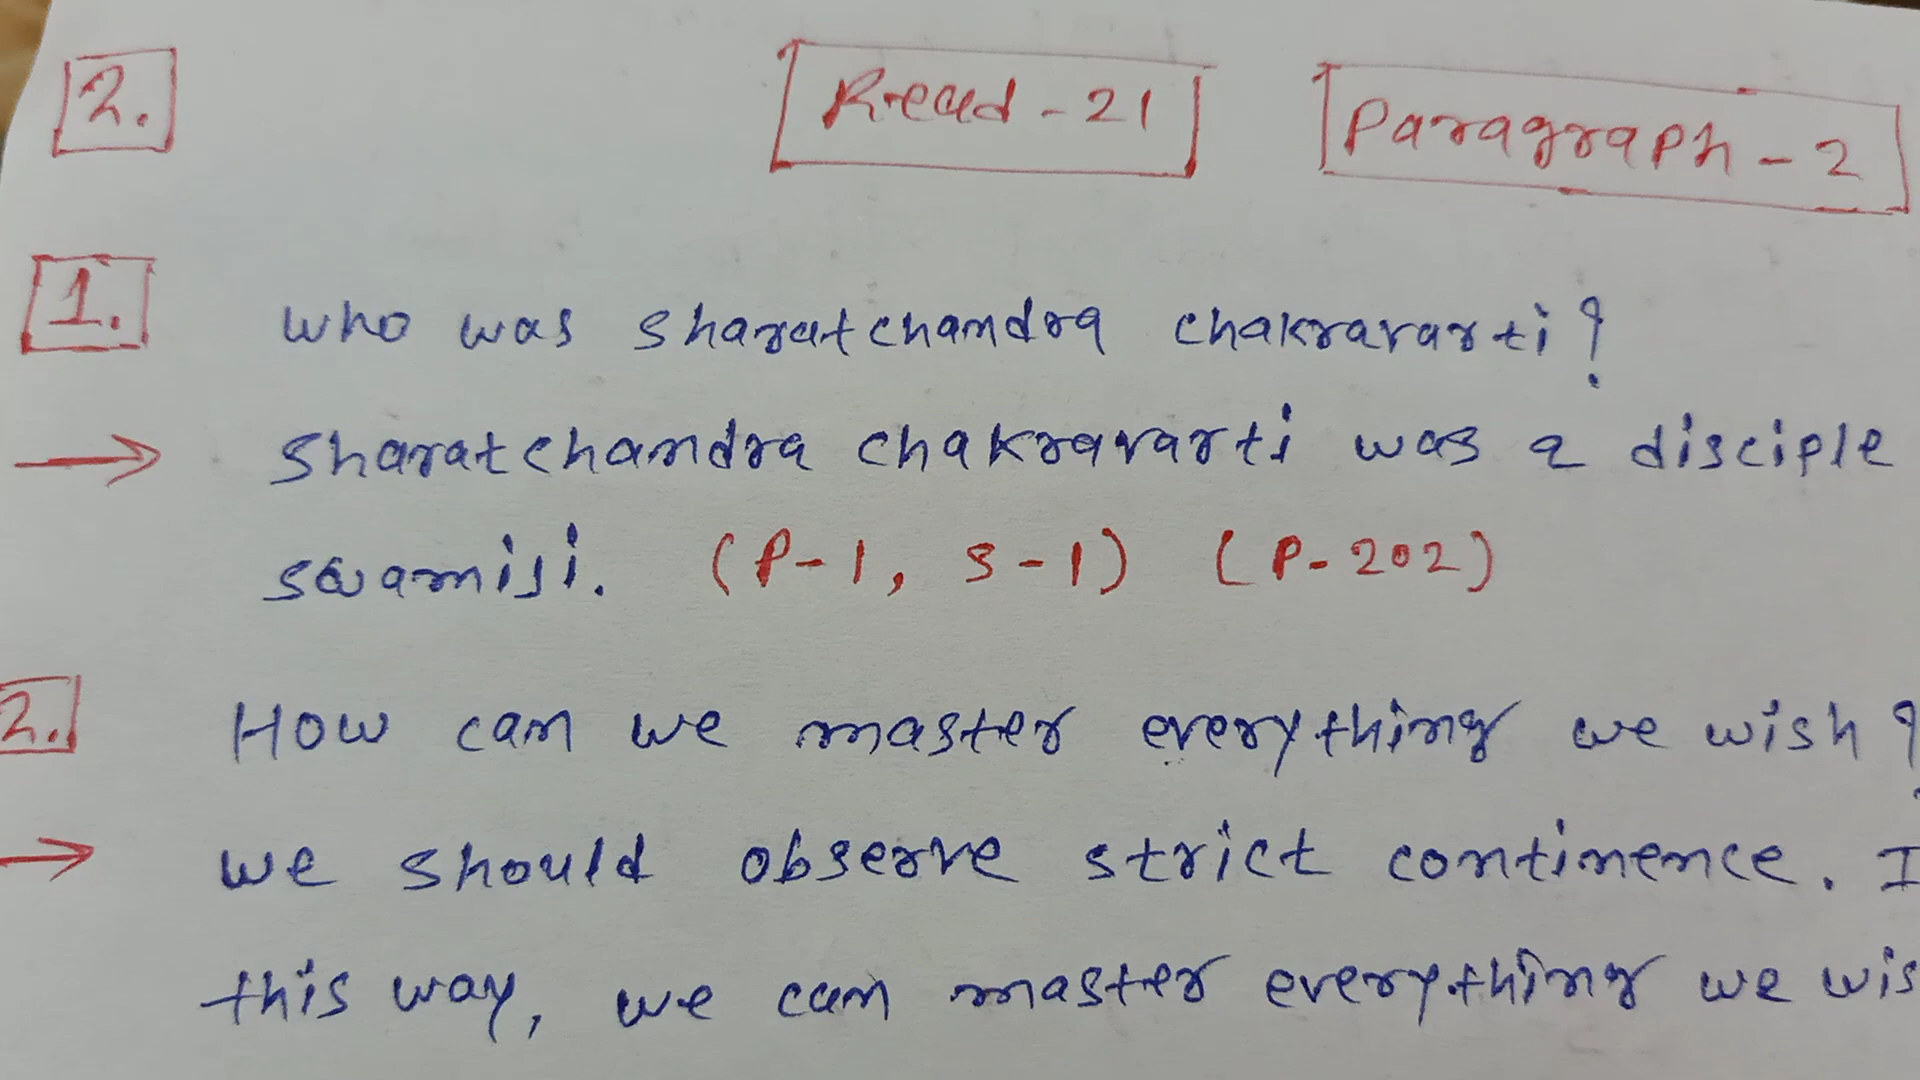 2. Read - 21 Paragraph - 2
1. Who was Sharatchandra Chakravarti?
→ Sharatchandra Chakravarti was a disciple
Swamiji. (P-1, S-1) (P-202)
2. How can we master everything we wish?
→ we should observe strict continence. I
this way, we can master everything we wis